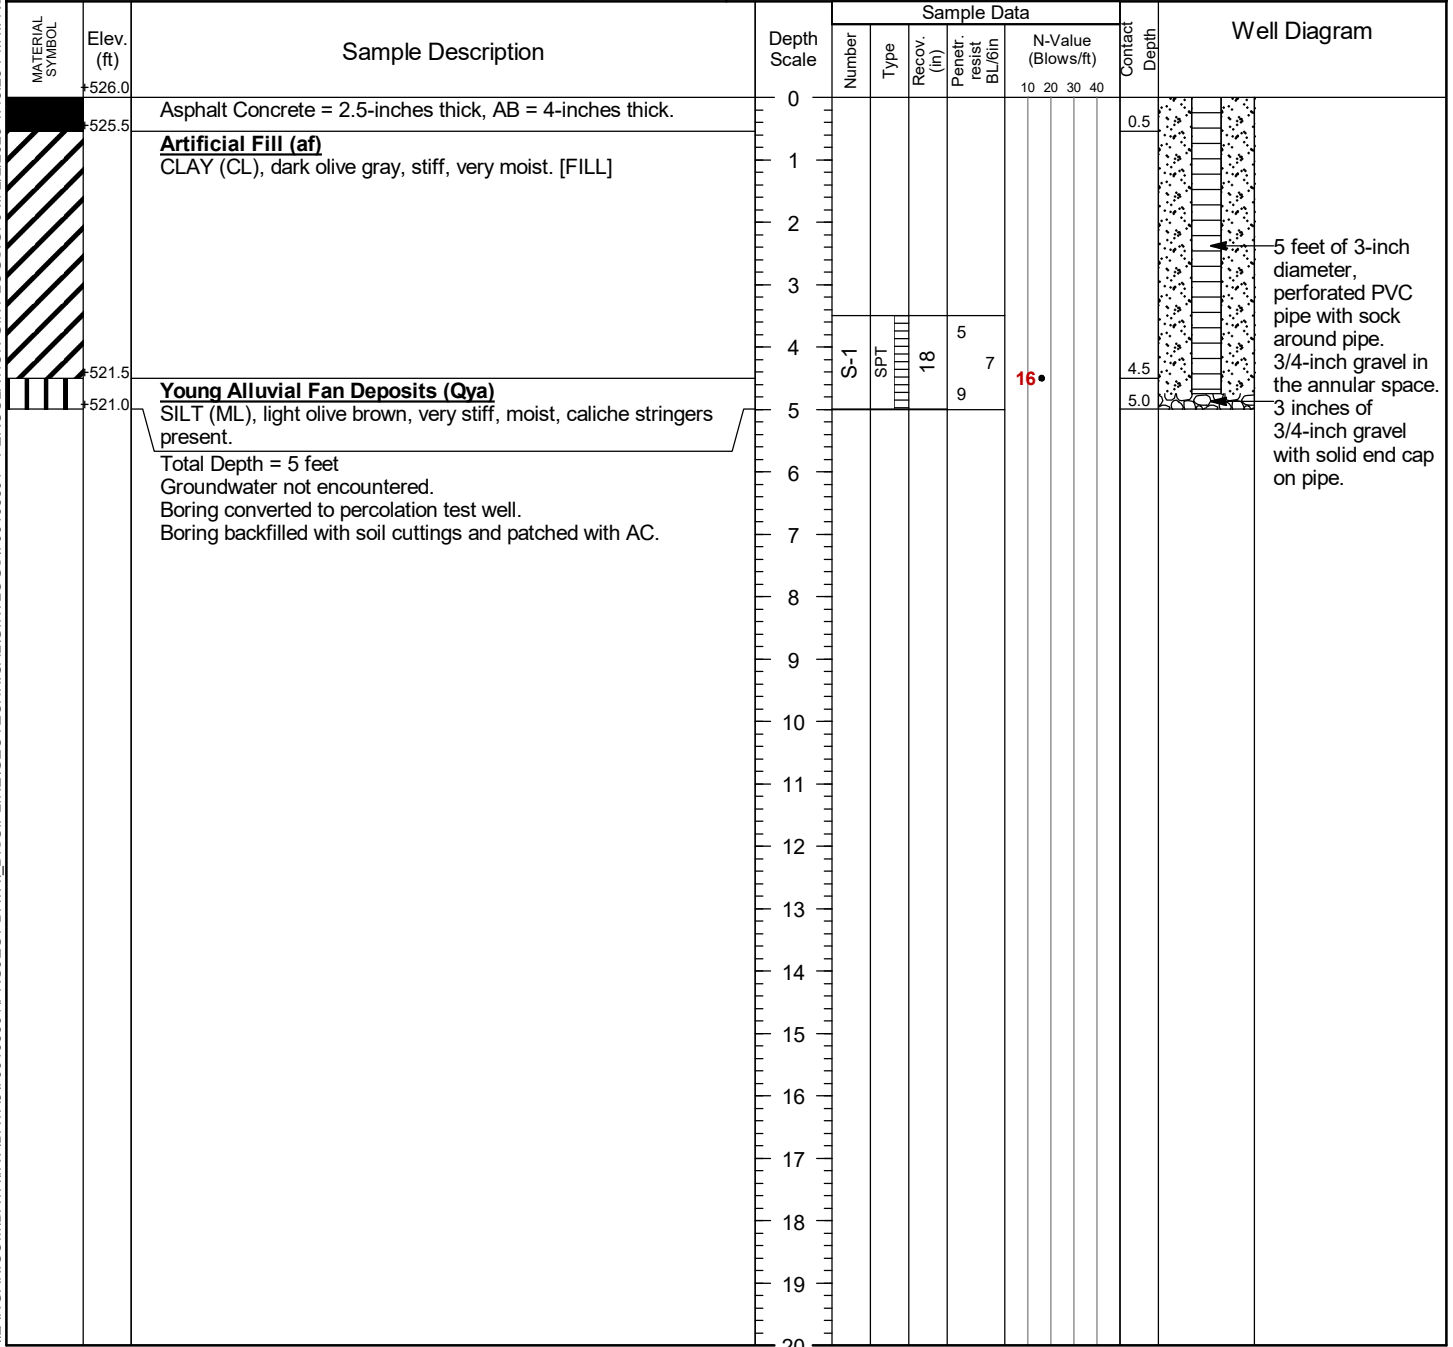 MATERIAL
SYMBOL
Elev.
(ft)
+526.0
Sample Description
Depth
Scale
Sample Data
Number
Type
Recov.
(in)
Penetr.
resist
BL/6in
N-Value
(Blows/ft)
10 20 30 40
Contact
Depth
Well Diagram
Asphalt Concrete = 2.5-inches thick, AB = 4-inches thick.
+525.5
Artificial Fill (af)
CLAY (CL), dark olive gray, stiff, very moist. [FILL]
+521.5
Young Alluvial Fan Deposits (Qya)
+521.0
SILT (ML), light olive brown, very stiff, moist, caliche stringers
present.
Total Depth = 5 feet
Groundwater not encountered.
Boring converted to percolation test well.
Boring backfilled with soil cuttings and patched with AC.
0
1
2
3
4
5
6
7
8
9
10
11
12
13
14
15
16
17
18
19
20
S-1
SPT
18
5
7
9
16
0.5
4.5
5.0
5 feet of 3-inch
diameter,
perforated PVC
pipe with sock
around pipe.
3/4-inch gravel in
the annular space.
3 inches of
3/4-inch gravel
with solid end cap
on pipe.